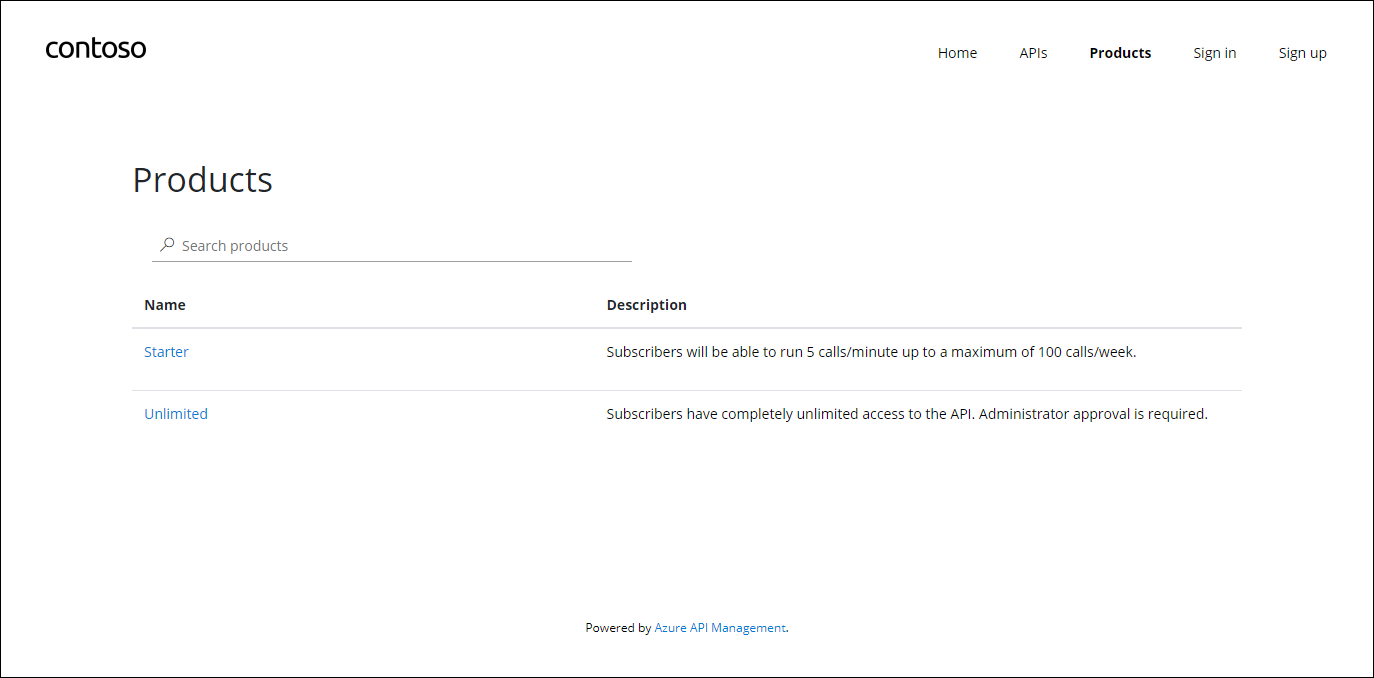 contoso
Home APIs Products Sign in Sign up
Products
Search products
Name Description
Starter Subscribers will be able to run 5 calls/minute up to a maximum of 100 calls/week.
Unlimited Subscribers have completely unlimited access to the API. Administrator approval is required.
Powered by Azure API Management.